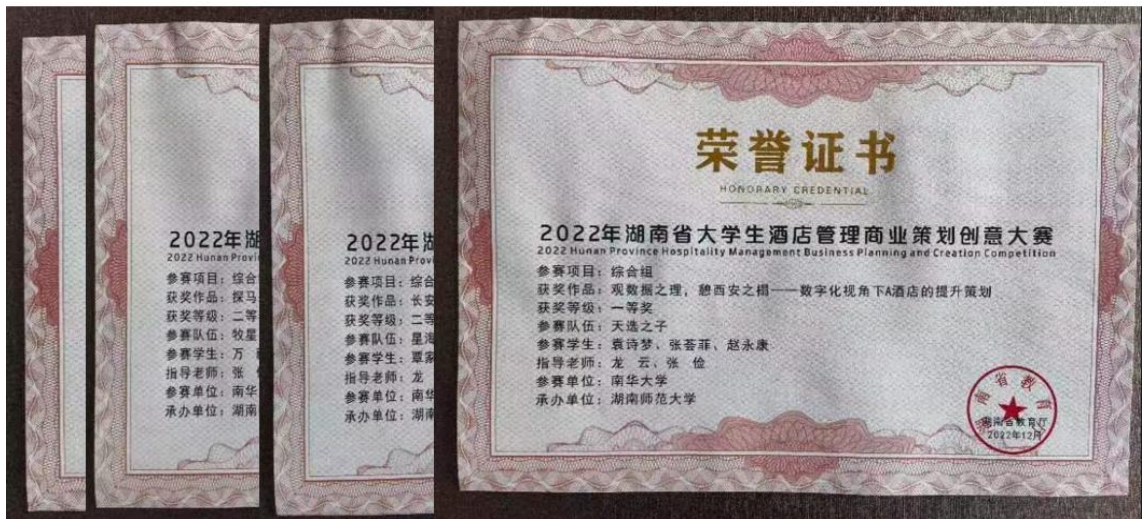 2022年湖
2022 Hunan Provi
参赛项目：综合
获奖作品：探马
获奖等级：二等
参赛队伍：牧星
参赛学生：万
指导老师：张
参赛单位：南华
承办单位：湖南
2022年湖
2022 Hunan Provi
参赛项目：综合
获奖作品：长安
获奖等级：二等
参赛队伍：星海
参赛学生：覃家
指导老师：龙
参赛单位：南华
承办单位：湖南
荣誉证书
HONORARY CREDENTIAL
2022年湖南省大学生酒店管理商业策划创意大赛
2022 Hunan Province Hospitality Management Business Planning and Creation Competition
参赛项目：综合组
获奖作品：观数据之理，憩西安之榻——数字化视角下A酒店的提升策划
获奖等级：一等奖
参赛队伍：天选之子
参赛学生：袁诗梦、张荟菲、赵永康
指导老师：龙 云、张 俭
参赛单位：南华大学
承办单位：湖南师范大学
湖南省教育厅
2022年12月